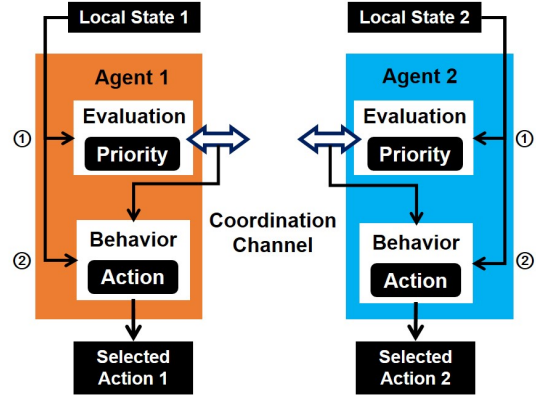 Local State 1
Local State 2
Agent 1
Agent 2
Evaluation
Evaluation
① Priority
Priority ①
Coordination
Channel
Behavior
Behavior
② Action
Action ②
Selected
Action 1
Selected
Action 2